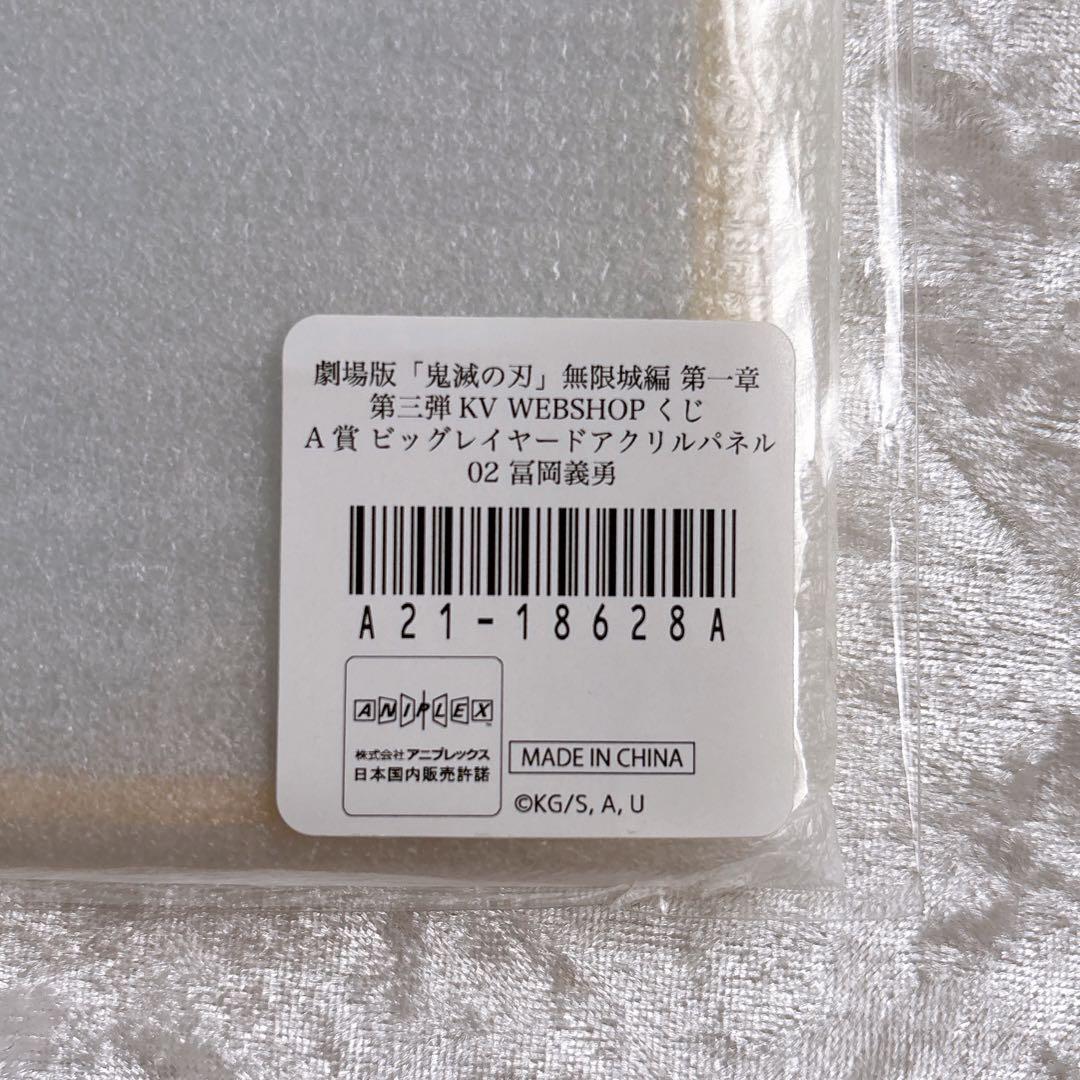 劇場版「鬼滅の刃」無限城編 第一章
第三弾 KV WEBSHOP くじ
A 賞 ビッグレイヤードアクリルパネル
02 冨岡義勇
A21-18628A
ANIPLEX
株式会社アニプレックス
日本国内販売許諾
MADE IN CHINA
©KG/S, A, U